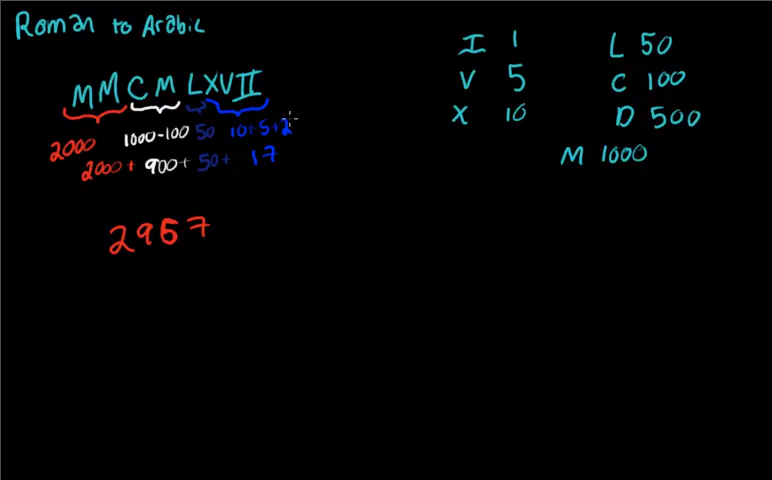 Roman to Arabic
MMCMLXVII
2000 1000-100 50 10+5+2
2000+ 900+ 50+ 17
2967
I 1
V 5
X 10
L 50
C 100
D 500
M 1000